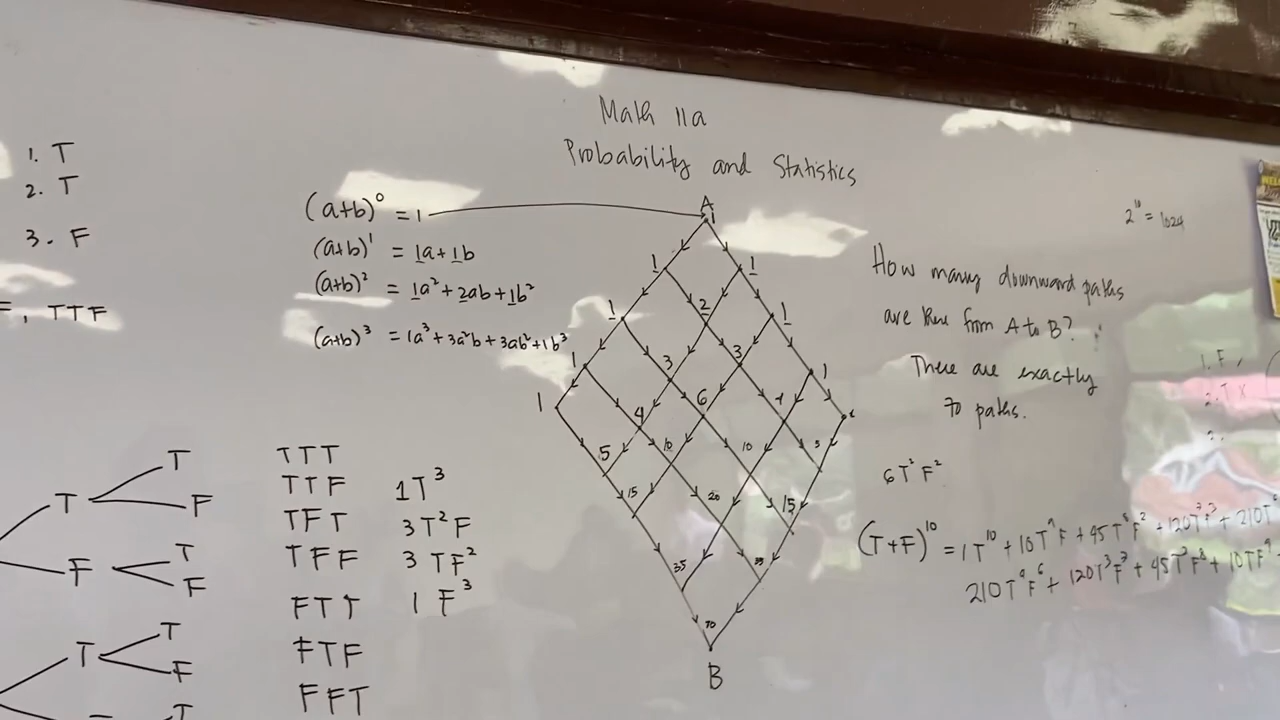 Math 11a
Probability and Statistics
1. T
2. T
3. F
F, TTF
(a+b)⁰ = 1
(a+b)¹ = 1a+1b
(a+b)² = 1a²+2ab+1b²
(a+b)³ = 1a³+3a²b+3ab²+1b³
A
1
1 1
1 2 1
1 3 3 1
1 4 6 4
5 10 10 5
15 20 15
35 35
70
B
2¹⁰ = 1024
How many downward paths
are there from A to B?
There are exactly
70 paths.
6T²F²
(T+F)¹⁰ = 1T¹⁰ + 10T⁹F + 45T⁸F² + 120T³F³ + 210T
210T⁴F⁶ + 120T³F³ + 45T²F⁸ + 10TF⁹
1. F,
2. T x
T
T F
F T
F
T T
F
T
TTT
TTF
TFT
TFF
FTT
FTF
FFT
1T³
3T²F
3TF²
1F³